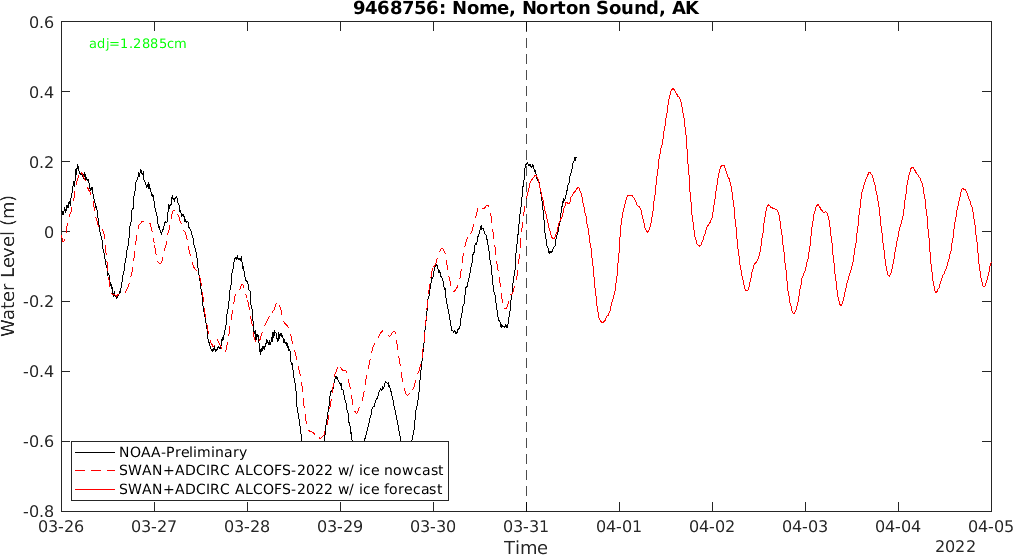 9468756: Nome, Norton Sound, AK
adj=1.2885cm
0.6
0.4
0.2
0
-0.2
-0.4
-0.6
-0.8
Water Level (m)
NOAA-Preliminary
SWAN+ADCIRC ALCOFS-2022 w/ ice nowcast
SWAN+ADCIRC ALCOFS-2022 w/ ice forecast
03-26 03-27 03-28 03-29 03-30 03-31 04-01 04-02 04-03 04-04 04-05
Time
2022